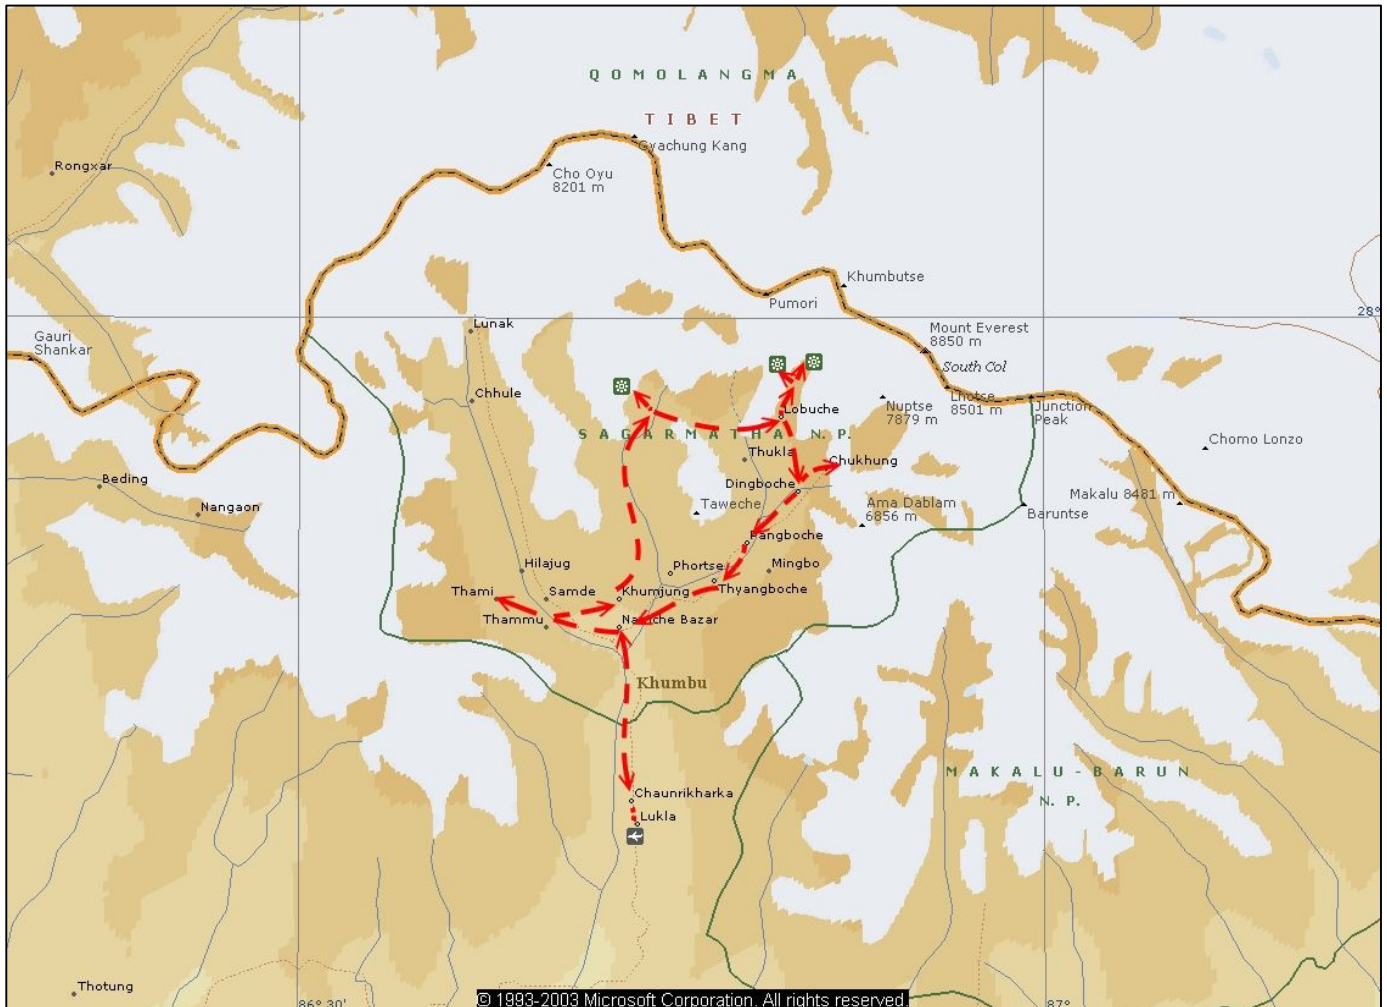 QOMOLANGMA
TIBET
Gyachung Kang
Rongxar
Cho Oyu
8201 m
Khumbutse
Pumori
28°
Lunak
Mount Everest
8850 m
Gauri
Shankar
South Col
Chhule
Lhotse
8501 m
Junction
Peak
Nuptse
7879 m
Lobuche
SAGARMATHA N.P.
Chomo Lonzo
Thukla
Chukhung
Beding
Dingboche
Nangaon
Taweche
Ama Dablam
6856 m
Makalu 8481 m
Baruntse
Pangboche
Hilajug
Phortse
Mingbo
Thami
Samde
Khumjung
Thyangboche
Thammu
Namche Bazar
Khumbu
MAKALU-BARUN
N. P.
Chaunrikharka
Lukla
Thotung
86° 30'
87°
© 1993-2003 Microsoft Corporation. All rights reserved.